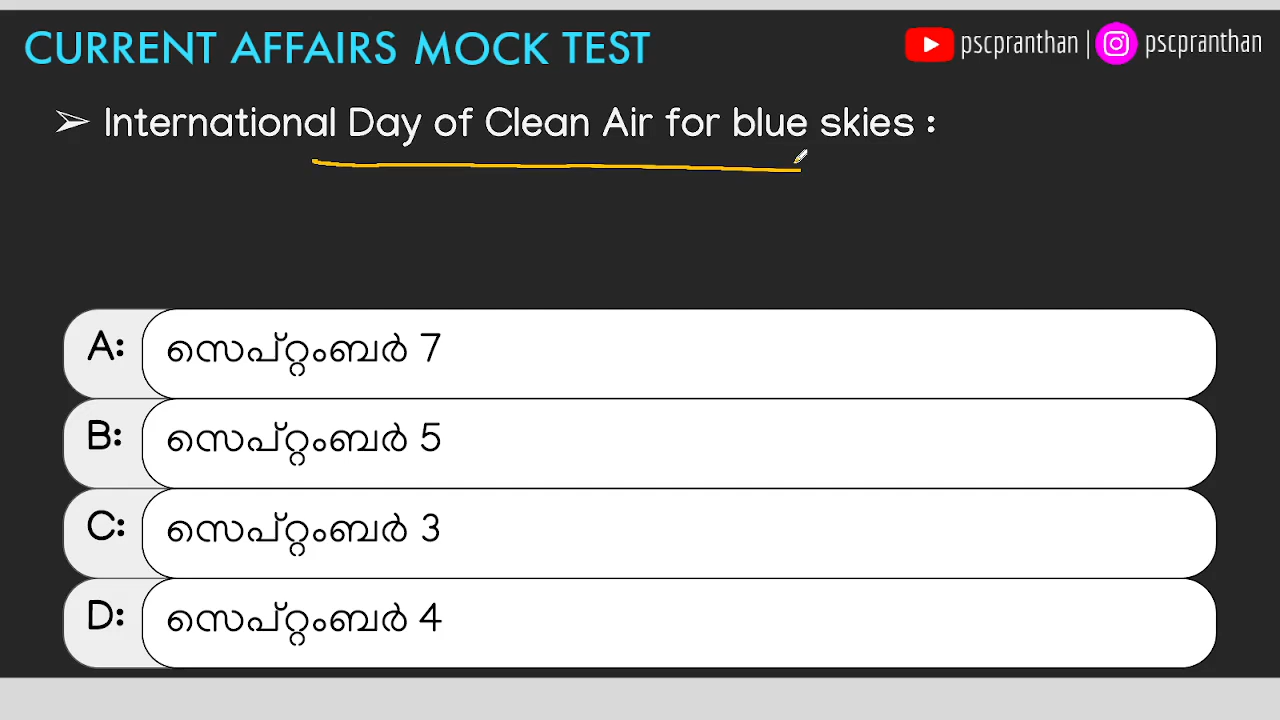 CURRENT AFFAIRS MOCK TEST
pscpranthan | pscpranthan
➢ International Day of Clean Air for blue skies :
A: സെപ്റ്റംബർ 7
B: സെപ്റ്റംബർ 5
C: സെപ്റ്റംബർ 3
D: സെപ്റ്റംബർ 4